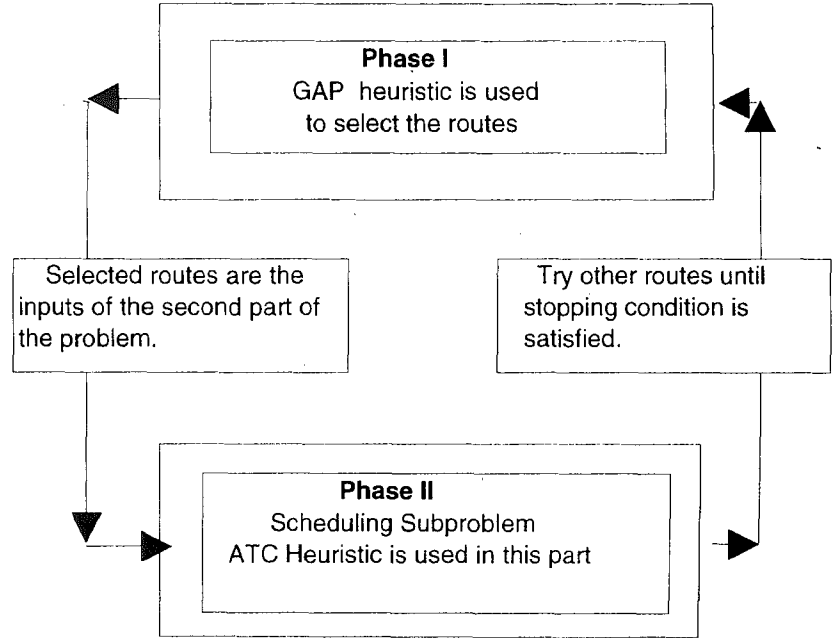 Phase I
GAP heuristic is used
to select the routes
Selected routes are the
inputs of the second part of
the problem.
Try other routes until
stopping condition is
satisfied.
Phase II
Scheduling Subproblem
ATC Heuristic is used in this part